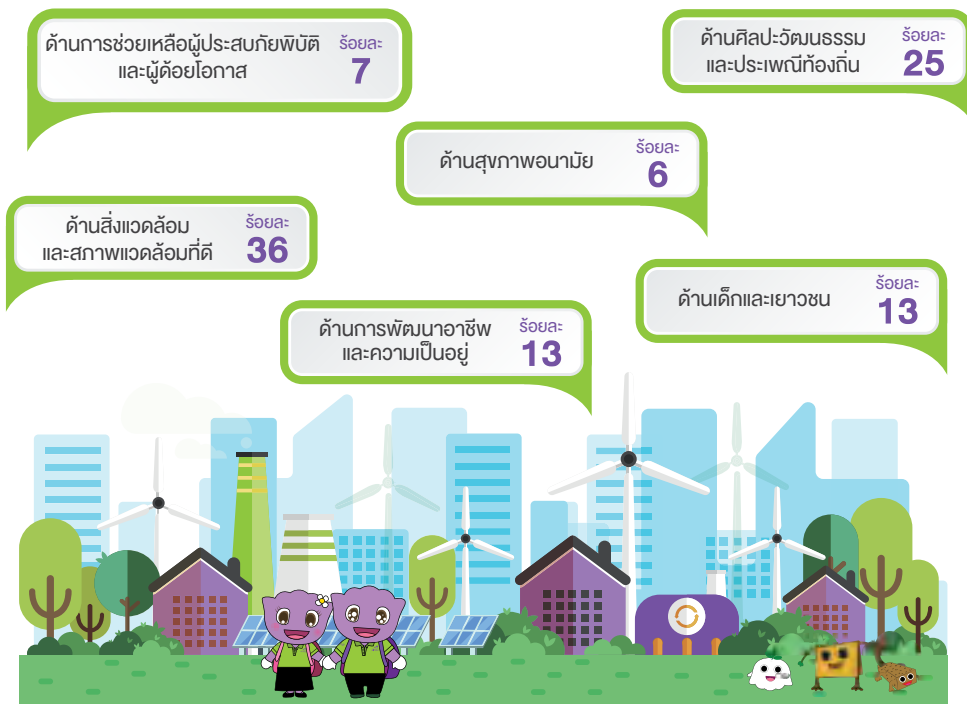 ด้านการช่วยเหลือผู้ประสบภัยพิบัติ
และผู้ด้อยโอกาส
ร้อยละ
7
ด้านศิลปะวัฒนธรรม
และประเพณีท้องถิ่น
ร้อยละ
25
ด้านสุขภาพอนามัย
ร้อยละ
6
ด้านสิ่งแวดล้อม
และสภาพแวดล้อมที่ดี
ร้อยละ
36
ด้านเด็กและเยาวชน
ร้อยละ
13
ด้านการพัฒนาอาชีพ
และความเป็นอยู่
ร้อยละ
13